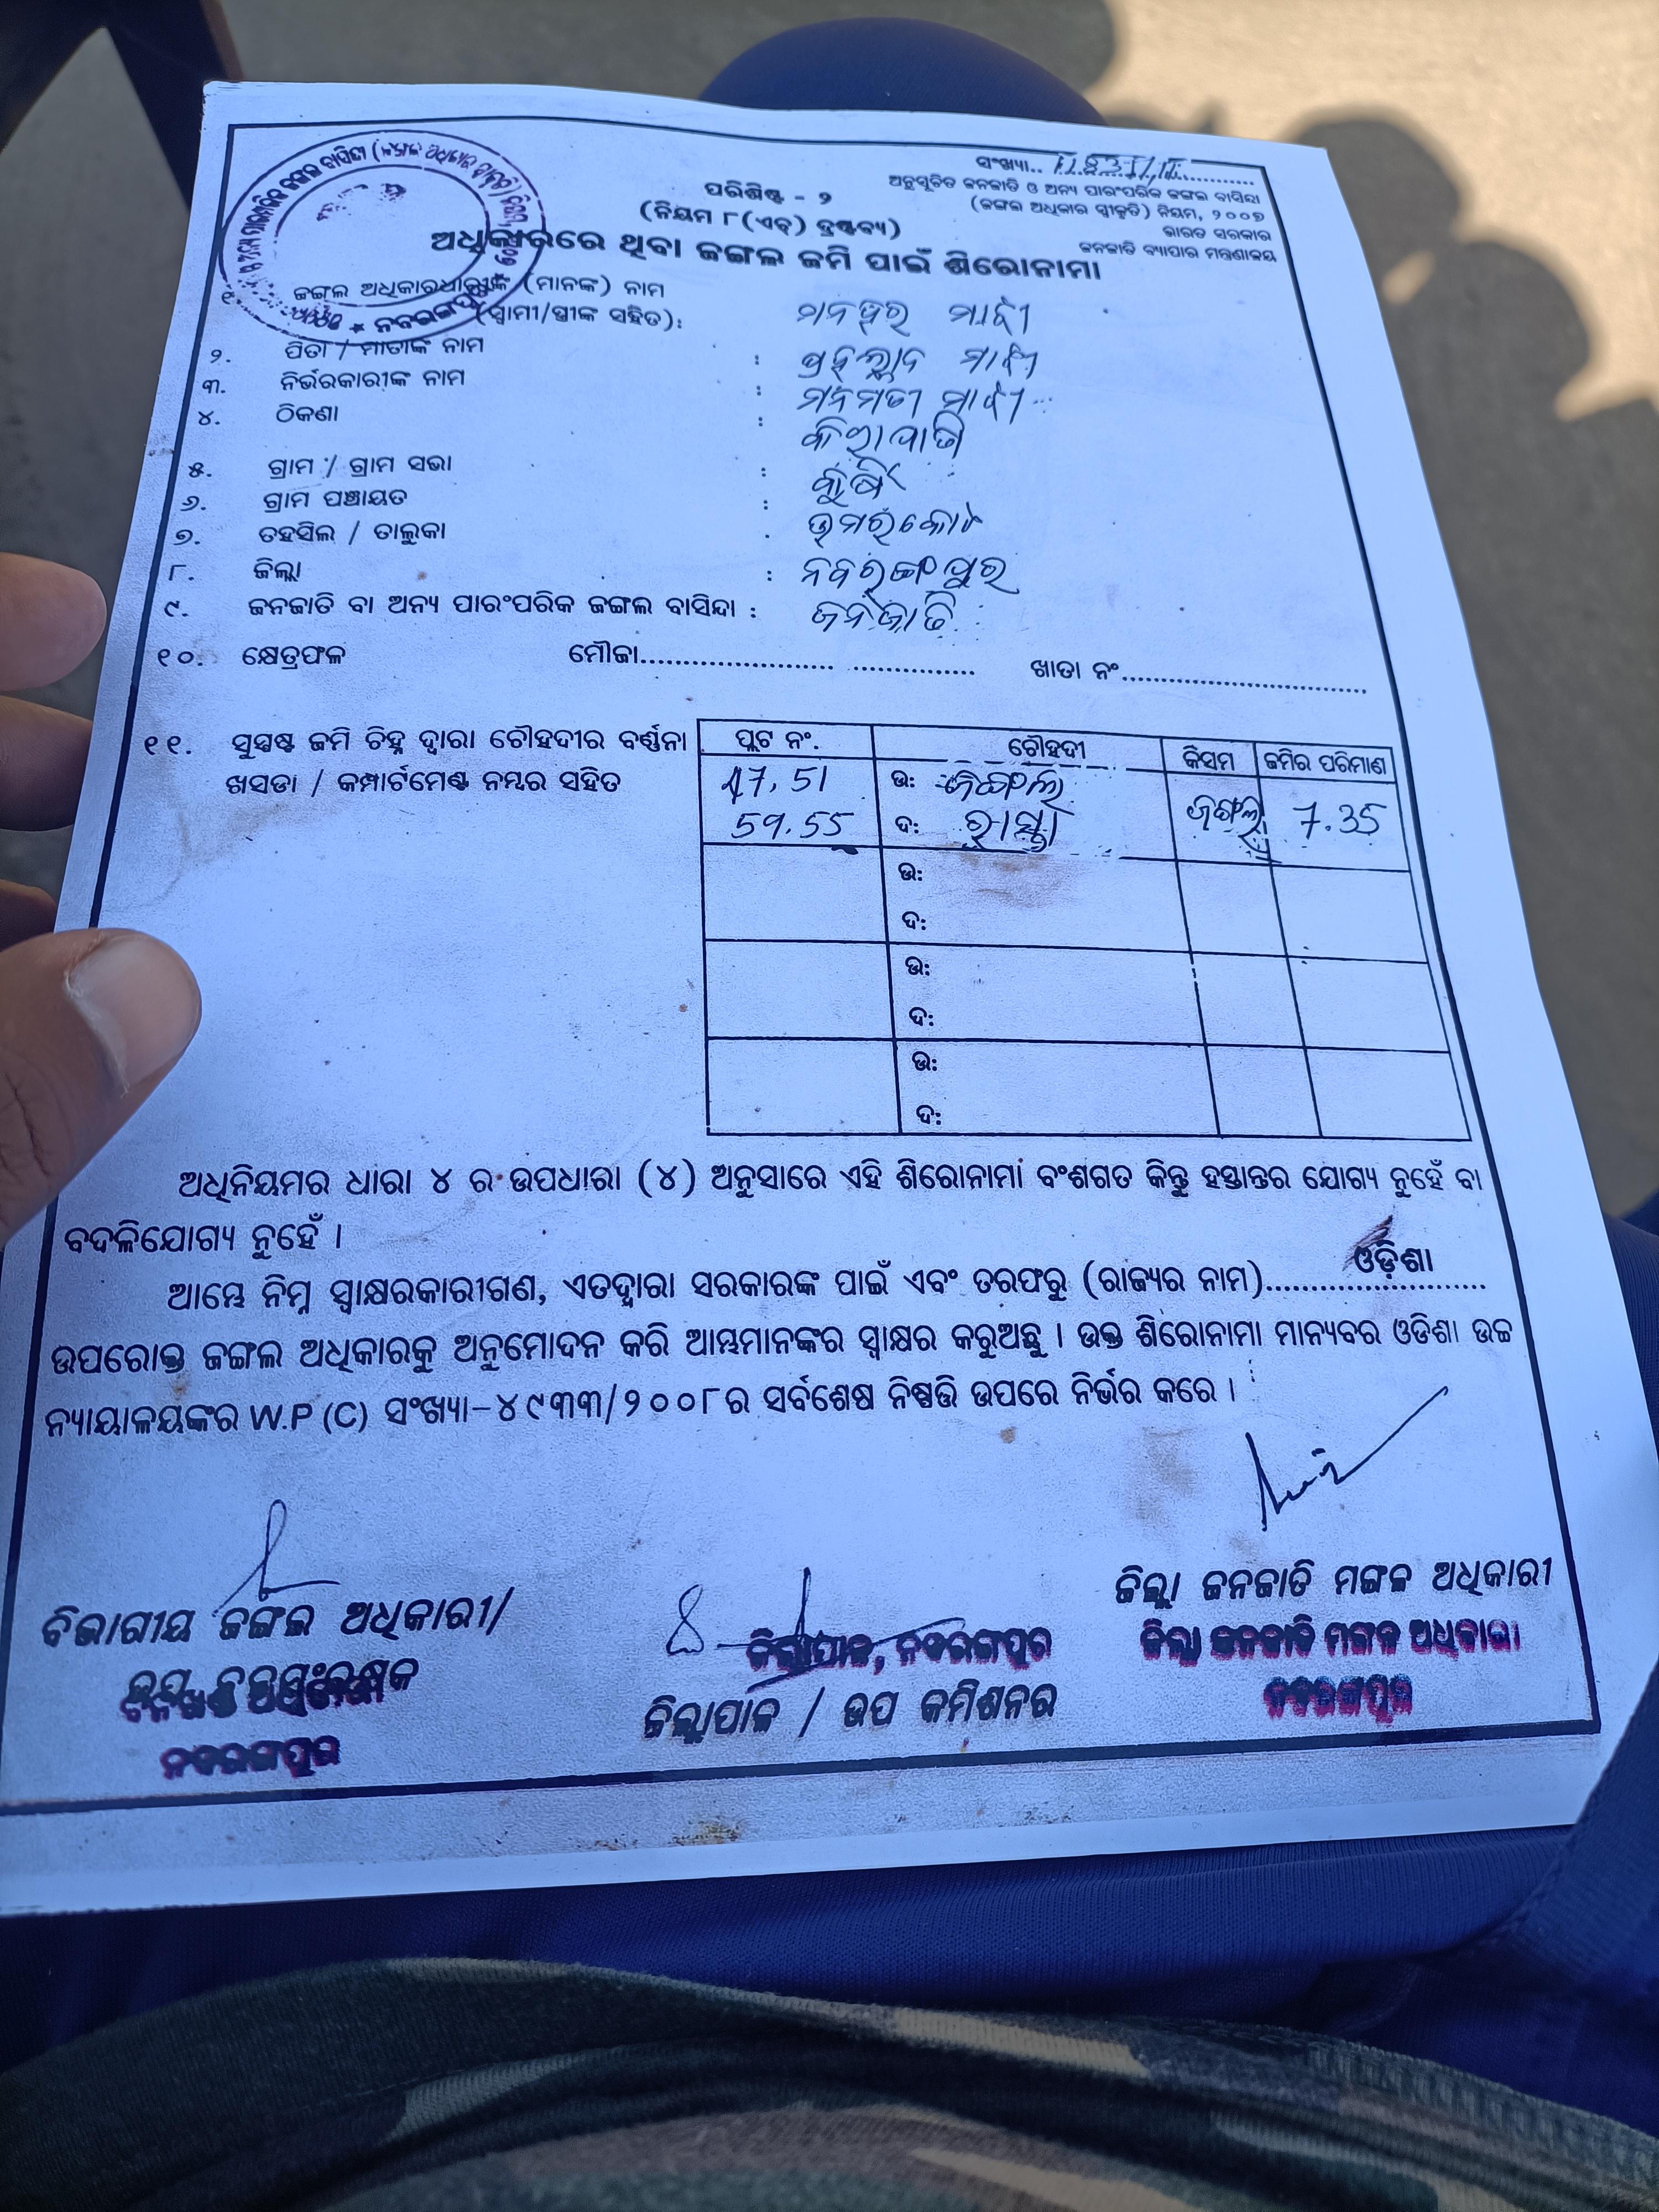 ସଂଖ୍ୟା..
ପରିଶିଷ୍ଟ - ୨
ଅନୁସୂଚିତ ଜନଜାତି ଓ ଅନ୍ୟ ପାରଂପରିକ ଜଙ୍ଗଲ ବାସିନ୍ଦା
(ନିୟମ ୮(ଏଚ୍) ଦ୍ରଷ୍ଟବ୍ୟ)
(ଜଙ୍ଗଲ ଅଧିକାର ସ୍ୱୀକୃତି) ନିୟମ, ୨୦୦୭
ଭାରତ ସରକାର
ଜନଜାତି ବ୍ୟାପାର ମନ୍ତ୍ରଣାଳୟ
ଅଧିକାରରେ ଥିବା ଜଙ୍ଗଲ ଜମି ପାଇଁ ଶିରୋନାମା
୧. ଜଙ୍ଗଲ ଅଧିକାରଧାରୀଙ୍କ (ମାନଙ୍କ) ନାମ
(ସ୍ୱାମୀ/ସ୍ତ୍ରୀଙ୍କ ସହିତ): ମାଝୀ
୨. ପିତା / ମାତାଙ୍କ ନାମ : ପ୍ରହଲ୍ଲାଦ ମାଝୀ
୩. ନିର୍ଭରକାରୀଙ୍କ ନାମ : ମନମତୀ ମାଝୀ
୪. ଠିକଣା :
୫. ଗ୍ରାମ / ଗ୍ରାମ ସଭା :
୬. ଗ୍ରାମ ପଞ୍ଚାୟତ :
୭. ତହସିଲ / ତାଲୁକା : ଉମରକୋଟ
୮. ଜିଲ୍ଲା : ନବରଙ୍ଗପୁର
୯. ଜନଜାତି ବା ଅନ୍ୟ ପାରଂପରିକ ଜଙ୍ଗଲ ବାସିନ୍ଦା : ଜନଜାତି
୧୦. କ୍ଷେତ୍ରଫଳ ମୌଜା....................... ............... ଖାତା ନଂ..............................
୧୧. ସୁସ୍ପଷ୍ଟ ଜମି ଚିହ୍ନ ଦ୍ୱାରା ଚୌହଦୀର ବର୍ଣ୍ଣନା
ଖସଡା / କମ୍ପାର୍ଟମେଣ୍ଟ ନମ୍ବର ସହିତ
ପ୍ଲଟ ନଂ. ଚୌହଦୀ କିସମ ଜମିର ପରିମାଣ
47, 51 ଉ: ଜଙ୍ଗଲ ଜଙ୍ଗଲ 7.35
59.55 ଦ: ରାସ୍ତା
ଉ:
ଦ:
ଉ:
ଦ:
ଉ:
ଦ:
ଅଧିନିୟମର ଧାରା ୪ ର ଉପଧାରା (୪) ଅନୁସାରେ ଏହି ଶିରୋନାମା ବଂଶଗତ କିନ୍ତୁ ହସ୍ତାନ୍ତର ଯୋଗ୍ୟ ନୁହେଁ ବା
ବଦଳିଯୋଗ୍ୟ ନୁହେଁ ।
ଆମ୍ଭେ ନିମ୍ନ ସ୍ୱାକ୍ଷରକାରୀଗଣ, ଏତଦ୍ଦ୍ୱାରା ସରକାରଙ୍କ ପାଇଁ ଏବଂ ତରଫରୁ (ରାଜ୍ୟର ନାମ)....ଓଡ଼ିଶା....
ଉପରୋକ୍ତ ଜଙ୍ଗଲ ଅଧିକାରକୁ ଅନୁମୋଦନ କରି ଆମ୍ଭମାନଙ୍କର ସ୍ୱାକ୍ଷର କରୁଅଛୁ । ଉକ୍ତ ଶିରୋନାମା ମାନ୍ୟବର ଓଡିଶା ଉଚ୍ଚ
ନ୍ୟାୟାଳୟଙ୍କର W.P (C) ସଂଖ୍ୟା-୪୯୩୩/୨୦୦୮ର ସର୍ବଶେଷ ନିଷ୍ପତ୍ତି ଉପରେ ନିର୍ଭର କରେ ।
ଜିଲ୍ଲା ଜନଜାତି ମଙ୍ଗଳ ଅଧିକାରୀ
ଜିଲ୍ଲା ଜନଜାତି ମଙ୍ଗଳ ଅଧିକାରୀ
ନବରଙ୍ଗପୁର
ଜିଲ୍ଲାପାଳ, ନବରଙ୍ଗପୁର
ଜିଲ୍ଲାପାଳ / ଉପ କମିଶନର
ବିଭାଗୀୟ ଜଙ୍ଗଲ ଅଧିକାରୀ/
ନବରଙ୍ଗପୁର